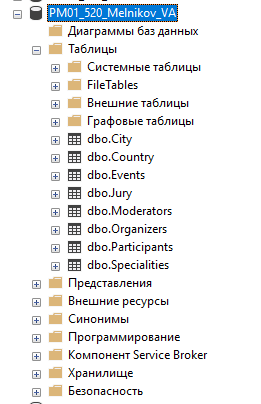 PM01_520_Melnikov_VA
Диаграммы баз данных
Таблицы
Системные таблицы
FileTables
Внешние таблицы
Графовые таблицы
dbo.City
dbo.Country
dbo.Events
dbo.Jury
dbo.Moderators
dbo.Organizers
dbo.Participants
dbo.Specialities
Представления
Внешние ресурсы
Синонимы
Программирование
Компонент Service Broker
Хранилище
Безопасность